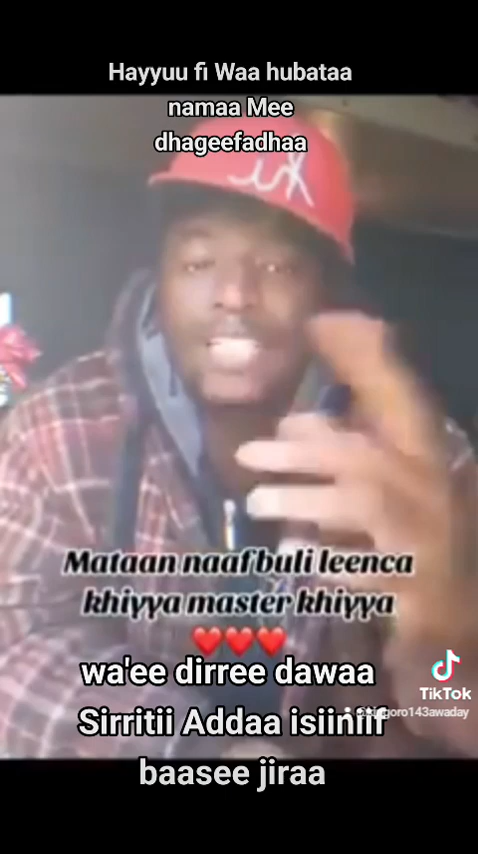 Hayyuu fi Waa hubataa
namaa Mee
dhageefadhaa
Mataan naaf buli leenca
khiyya master khiyya
❤️❤️❤️
wa'ee dirree dawaa
TikTok
Sirritii Addaa isiiniif
baasee jiraa